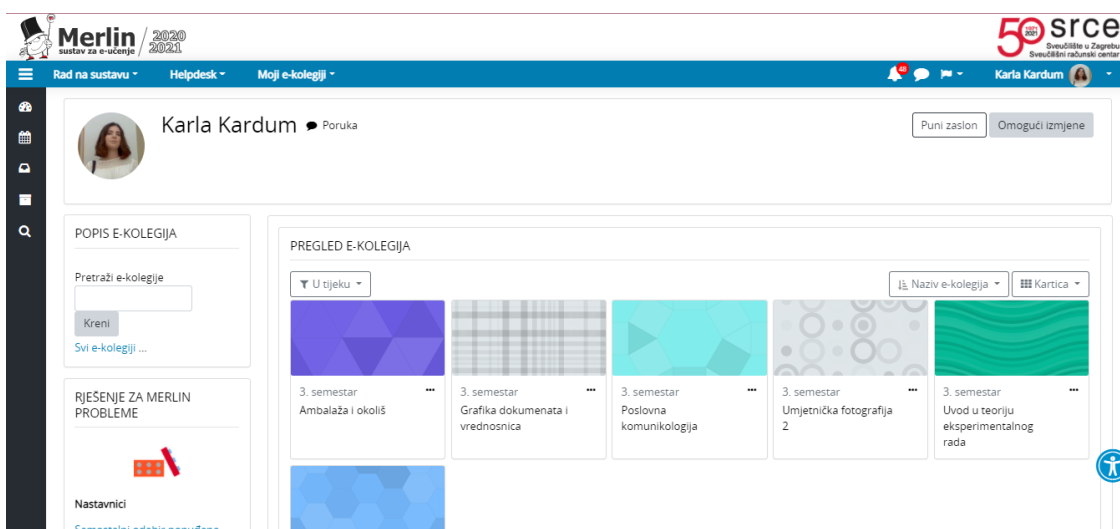 Merlin 2020 2021
sustav za e-učenje
50 srce
1971 2021
Sveučilište u Zagrebu
Sveučilišni računski centar
Rad na sustavu Helpdesk Moji e-kolegiji 48 Karla Kardum
Karla Kardum Poruka Puni zaslon Omogući izmjene
POPIS E-KOLEGIJA
Pretraži e-kolegije
Kreni
Svi e-kolegiji ...
RJEŠENJE ZA MERLIN
PROBLEME
Nastavnici
PREGLED E-KOLEGIJA
U tijeku Naziv e-kolegija Kartica
3. semestar
Ambalaža i okoliš
3. semestar
Grafika dokumenata i
vrednosnica
3. semestar
Poslovna
komunikologija
3. semestar
Umjetnička fotografija
2
3. semestar
Uvod u teoriju
eksperimentalnog
rada